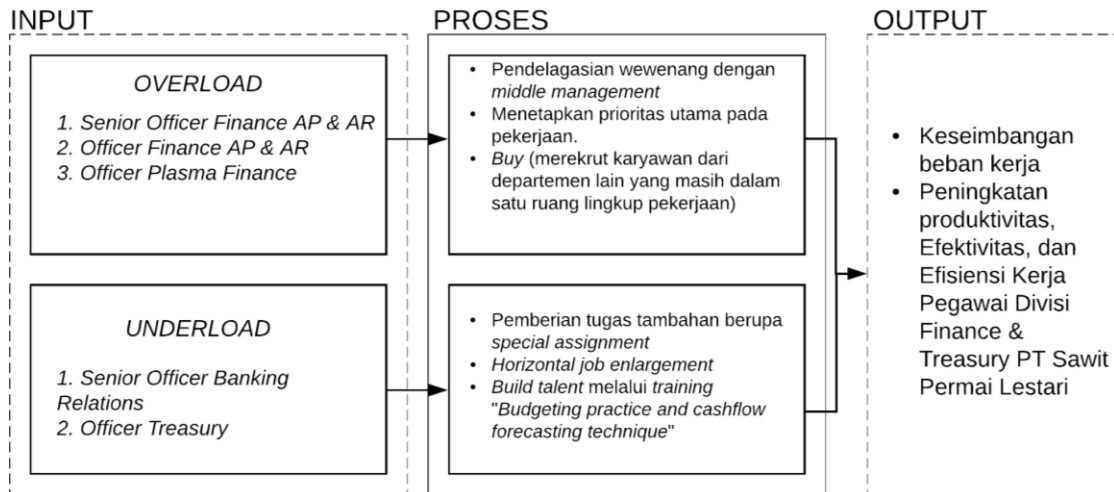 INPUT
OVERLOAD
1. Senior Officer Finance AP & AR
2. Officer Finance AP & AR
3. Officer Plasma Finance
UNDERLOAD
1. Senior Officer Banking
Relations
2. Officer Treasury
PROSES
• Pendelagasian wewenang dengan
middle management
• Menetapkan prioritas utama pada
pekerjaan.
• Buy (merekrut karyawan dari
departemen lain yang masih dalam
satu ruang lingkup pekerjaan)
• Pemberian tugas tambahan berupa
special assignment
• Horizontal job enlargement
• Build talent melalui training
"Budgeting practice and cashflow
forecasting technique"
OUTPUT
• Keseimbangan
beban kerja
• Peningkatan
produktivitas,
Efektivitas, dan
Efisiensi Kerja
Pegawai Divisi
Finance &
Treasury PT Sawit
Permai Lestari